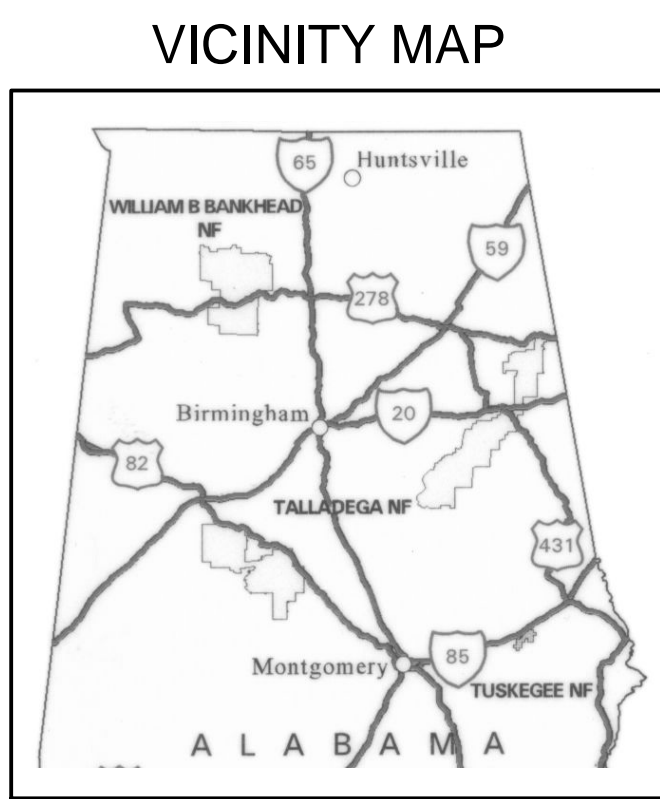 VICINITY MAP
65
Huntsville
WILLIAM B BANKHEAD
NF
59
278
Birmingham
20
82
TALLADEGA NF
431
Montgomery
85
TUSKEGEE NF
ALABAMA